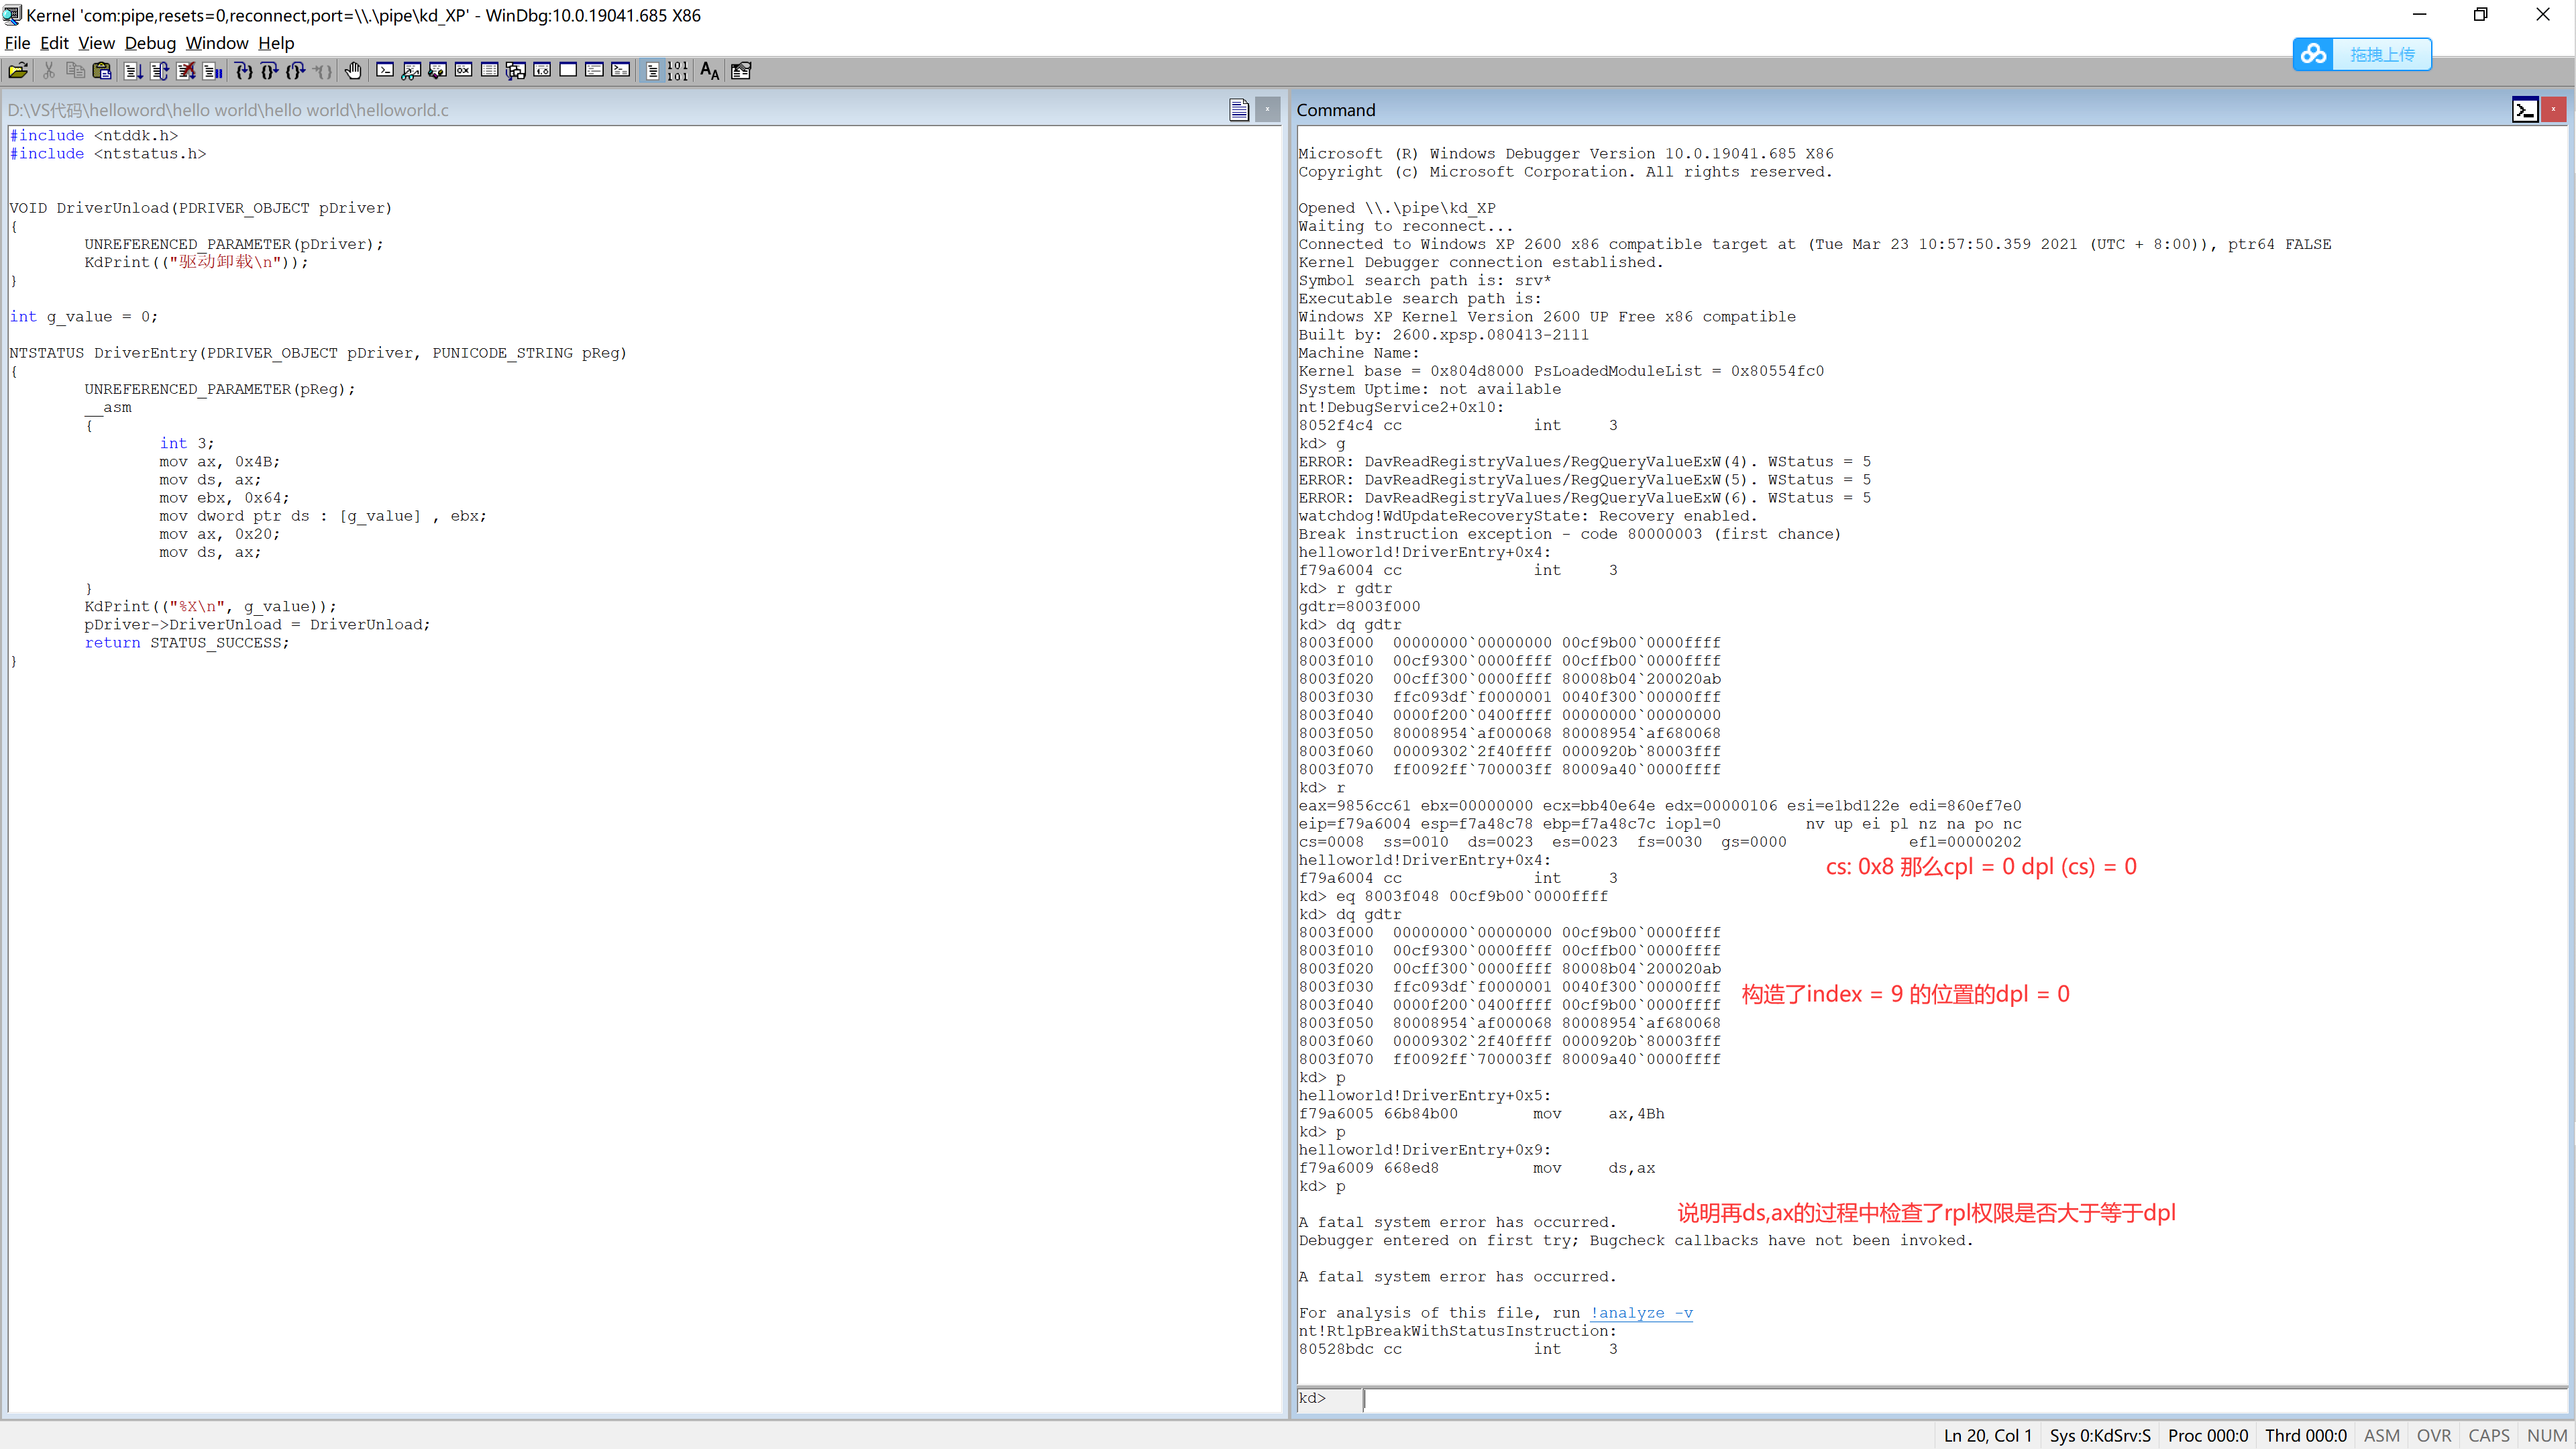 Kernel 'com:pipe,resets=0,reconnect,port=\\.\pipe\kd_XP' - WinDbg:10.0.19041.685 X86
File Edit View Debug Window Help
拖拽上传
D:\VS代码\helloword\hello world\hello world\helloworld.c
#include <ntddk.h>
#include <ntstatus.h>
VOID DriverUnload(PDRIVER_OBJECT pDriver)
{
UNREFERENCED_PARAMETER(pDriver);
KdPrint(("驱动卸载\n"));
}
int g_value = 0;
NTSTATUS DriverEntry(PDRIVER_OBJECT pDriver, PUNICODE_STRING pReg)
{
UNREFERENCED_PARAMETER(pReg);
__asm
{
int 3;
mov ax, 0x4B;
mov ds, ax;
mov ebx, 0x64;
mov dword ptr ds : [g_value] , ebx;
mov ax, 0x20;
mov ds, ax;
}
KdPrint(("%X\n", g_value));
pDriver->DriverUnload = DriverUnload;
return STATUS_SUCCESS;
}
Command
Microsoft (R) Windows Debugger Version 10.0.19041.685 X86
Copyright (c) Microsoft Corporation. All rights reserved.
Opened \\.\pipe\kd_XP
Waiting to reconnect...
Connected to Windows XP 2600 x86 compatible target at (Tue Mar 23 10:57:50.359 2021 (UTC + 8:00)), ptr64 FALSE
Kernel Debugger connection established.
Symbol search path is: srv*
Executable search path is:
Windows XP Kernel Version 2600 UP Free x86 compatible
Built by: 2600.xpsp.080413-2111
Machine Name:
Kernel base = 0x804d8000 PsLoadedModuleList = 0x80554fc0
System Uptime: not available
nt!DebugService2+0x10:
8052f4c4 cc int 3
kd> g
ERROR: DavReadRegistryValues/RegQueryValueExW(4). WStatus = 5
ERROR: DavReadRegistryValues/RegQueryValueExW(5). WStatus = 5
ERROR: DavReadRegistryValues/RegQueryValueExW(6). WStatus = 5
watchdog!WdUpdateRecoveryState: Recovery enabled.
Break instruction exception - code 80000003 (first chance)
helloworld!DriverEntry+0x4:
f79a6004 cc int 3
kd> r gdtr
gdtr=8003f000
kd> dq gdtr
8003f000 00000000`00000000 00cf9b00`0000ffff
8003f010 00cf9300`0000ffff 00cffb00`0000ffff
8003f020 00cff300`0000ffff 80008b04`200020ab
8003f030 ffc093df`f0000001 0040f300`00000fff
8003f040 0000f200`0400ffff 00000000`00000000
8003f050 80008954`af000068 80008954`af680068
8003f060 00009302`2f40ffff 0000920b`80003fff
8003f070 ff0092ff`700003ff 80009a40`0000ffff
kd> r
eax=9856cc61 ebx=00000000 ecx=bb40e64e edx=00000106 esi=e1bd122e edi=860ef7e0
eip=f79a6004 esp=f7a48c78 ebp=f7a48c7c iopl=0 nv up ei pl nz na po nc
cs=0008 ss=0010 ds=0023 es=0023 fs=0030 gs=0000 efl=00000202
helloworld!DriverEntry+0x4:
cs: 0x8 那么cpl = 0 dpl (cs) = 0
f79a6004 cc int 3
kd> eq 8003f048 00cf9b00`0000ffff
kd> dq gdtr
8003f000 00000000`00000000 00cf9b00`0000ffff
8003f010 00cf9300`0000ffff 00cffb00`0000ffff
8003f020 00cff300`0000ffff 80008b04`200020ab
8003f030 ffc093df`f0000001 0040f300`00000fff
构造了index = 9 的位置的dpl = 0
8003f040 0000f200`0400ffff 00cf9b00`0000ffff
8003f050 80008954`af000068 80008954`af680068
8003f060 00009302`2f40ffff 0000920b`80003fff
8003f070 ff0092ff`700003ff 80009a40`0000ffff
kd> p
helloworld!DriverEntry+0x5:
f79a6005 66b84b00 mov ax,4Bh
kd> p
helloworld!DriverEntry+0x9:
f79a6009 668ed8 mov ds,ax
kd> p
说明再ds,ax的过程中检查了rpl权限是否大于等于dpl
A fatal system error has occurred.
Debugger entered on first try; Bugcheck callbacks have not been invoked.
A fatal system error has occurred.
For analysis of this file, run !analyze -v
nt!RtlpBreakWithStatusInstruction:
80528bdc cc int 3
kd>
Ln 20, Col 1 Sys 0:KdSrv:S Proc 000:0 Thrd 000:0 ASM OVR CAPS NUM